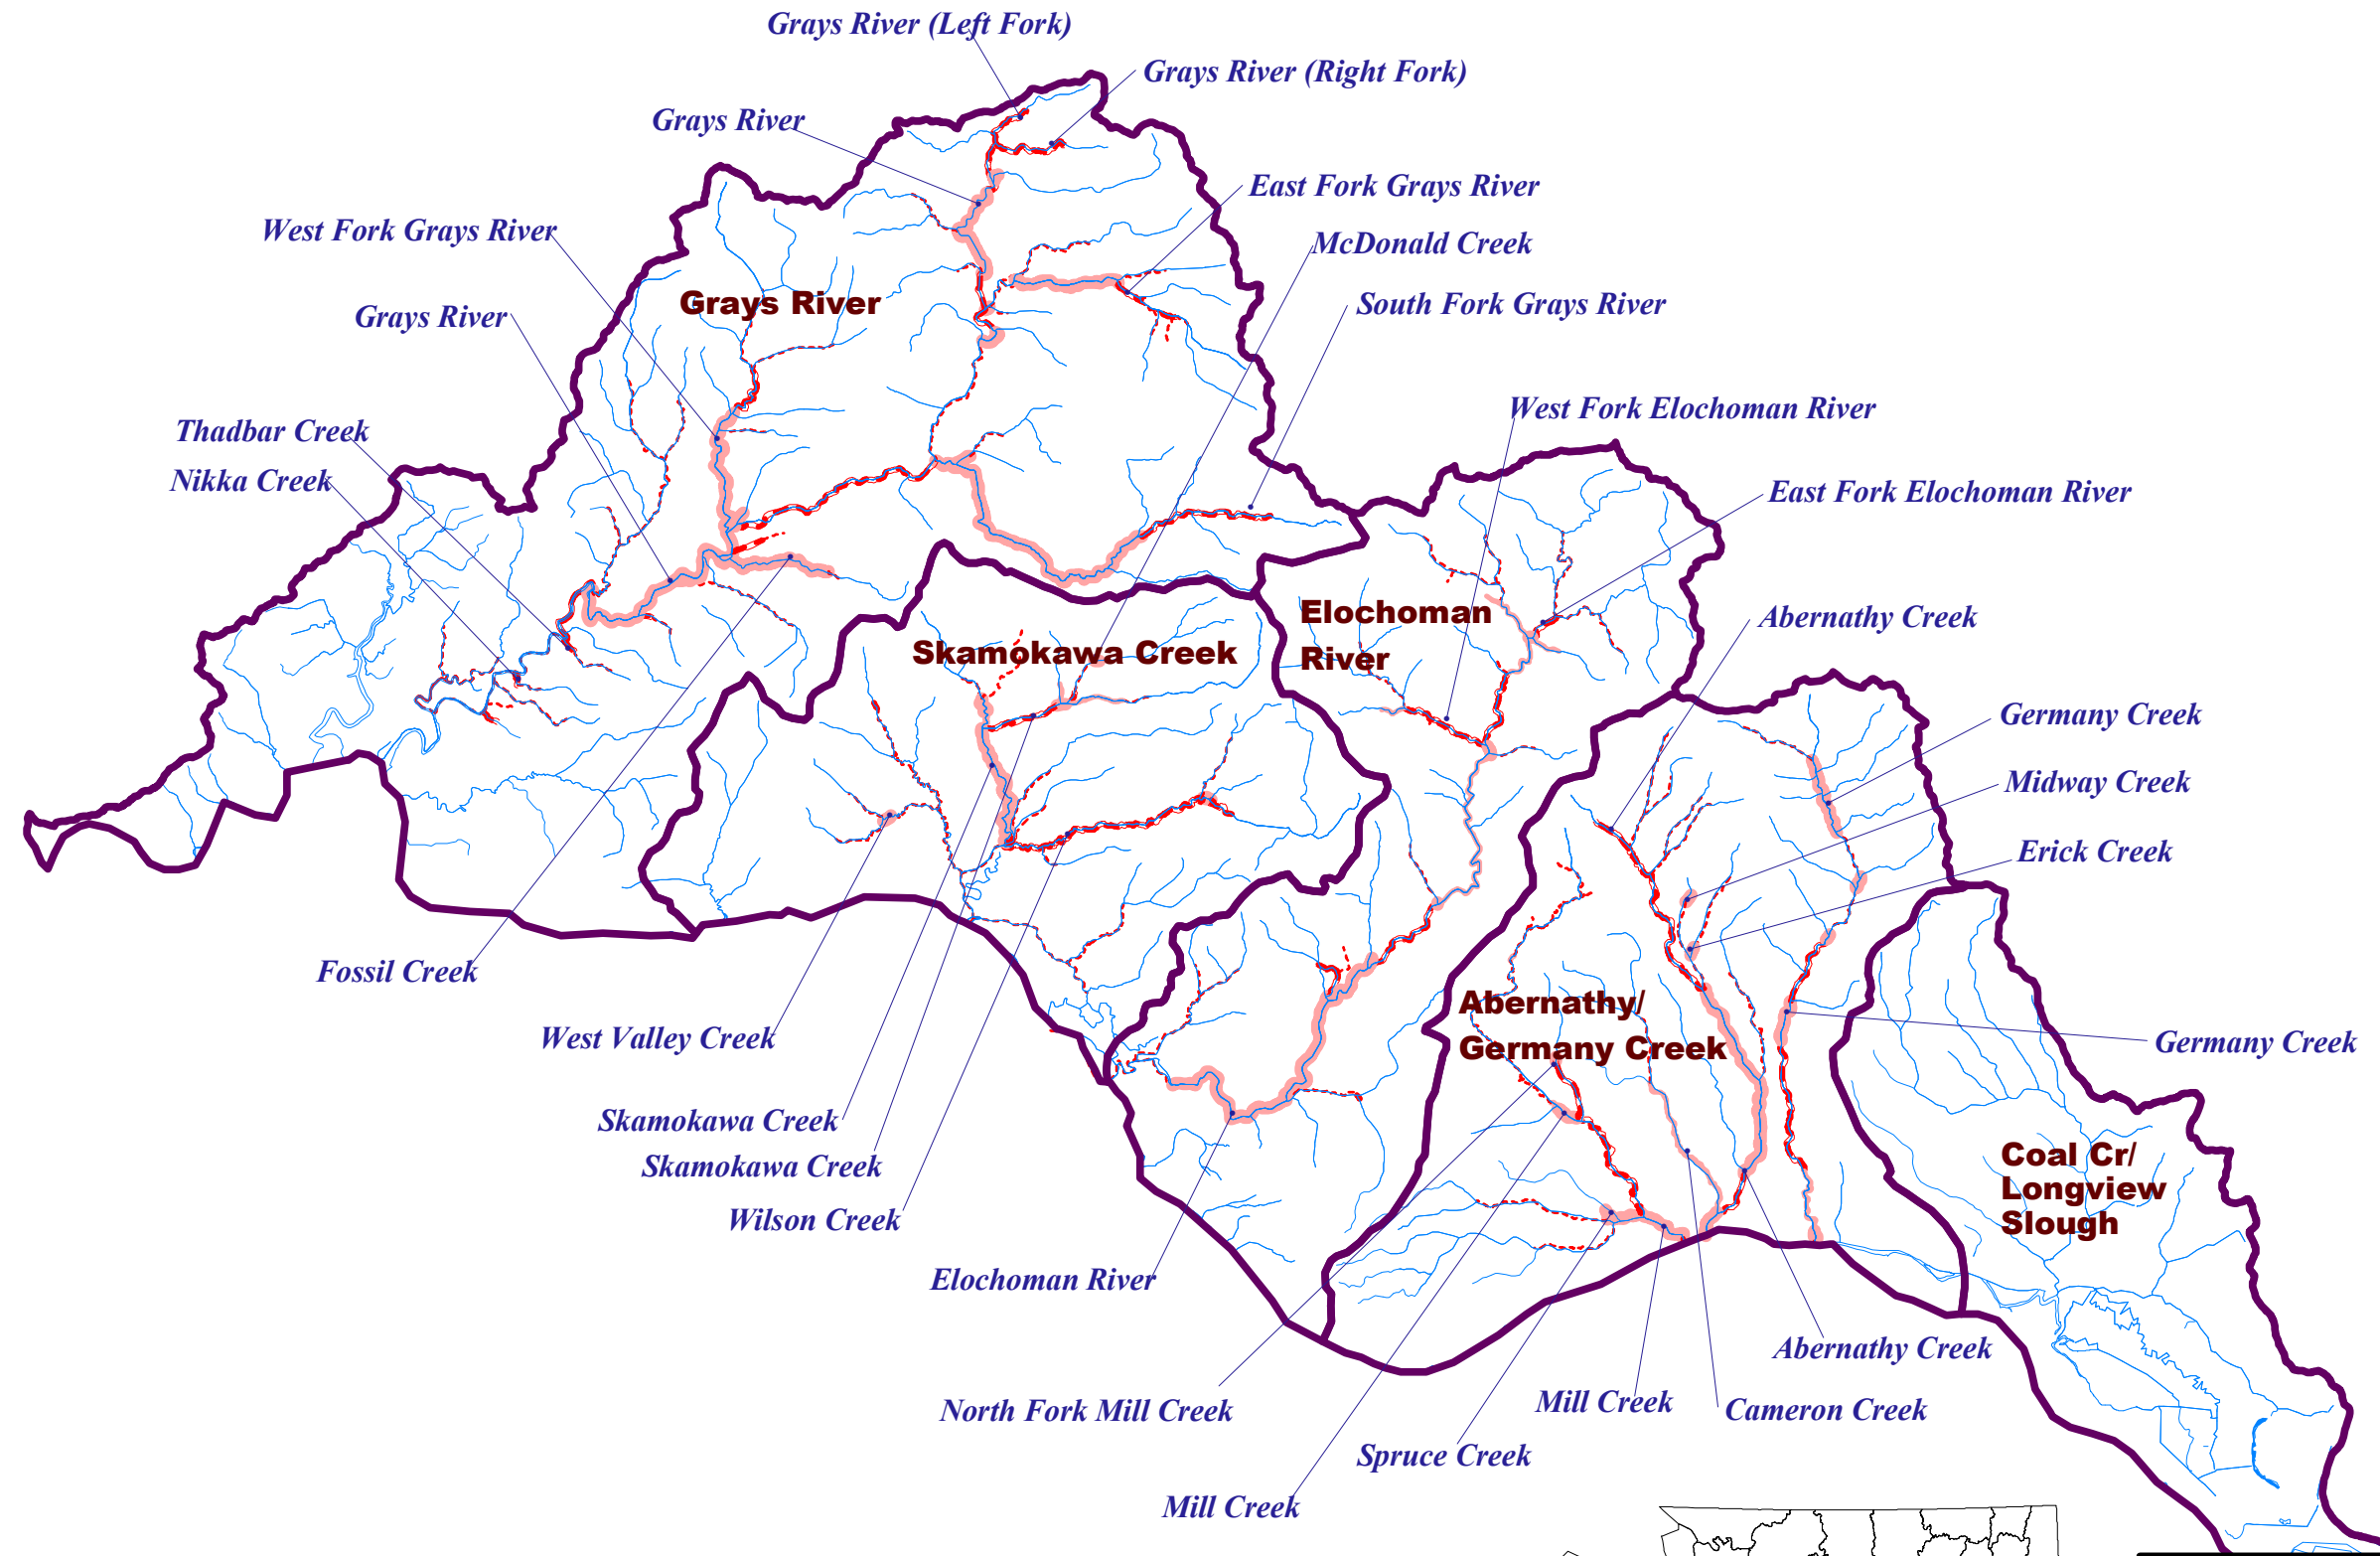 Grays River (Left Fork)
Grays River (Right Fork)
Grays River
East Fork Grays River
West Fork Grays River
McDonald Creek
Grays River
South Fork Grays River
Grays River
West Fork Elochoman River
Thadbar Creek
Nikka Creek
East Fork Elochoman River
Elochoman
River
Abernathy Creek
Skamokawa Creek
Germany Creek
Midway Creek
Erick Creek
Fossil Creek
Abernathy/
Germany Creek
West Valley Creek
Germany Creek
Skamokawa Creek
Coal Cr/
Longview
Slough
Skamokawa Creek
Wilson Creek
Elochoman River
Abernathy Creek
North Fork Mill Creek
Mill Creek
Cameron Creek
Spruce Creek
Mill Creek